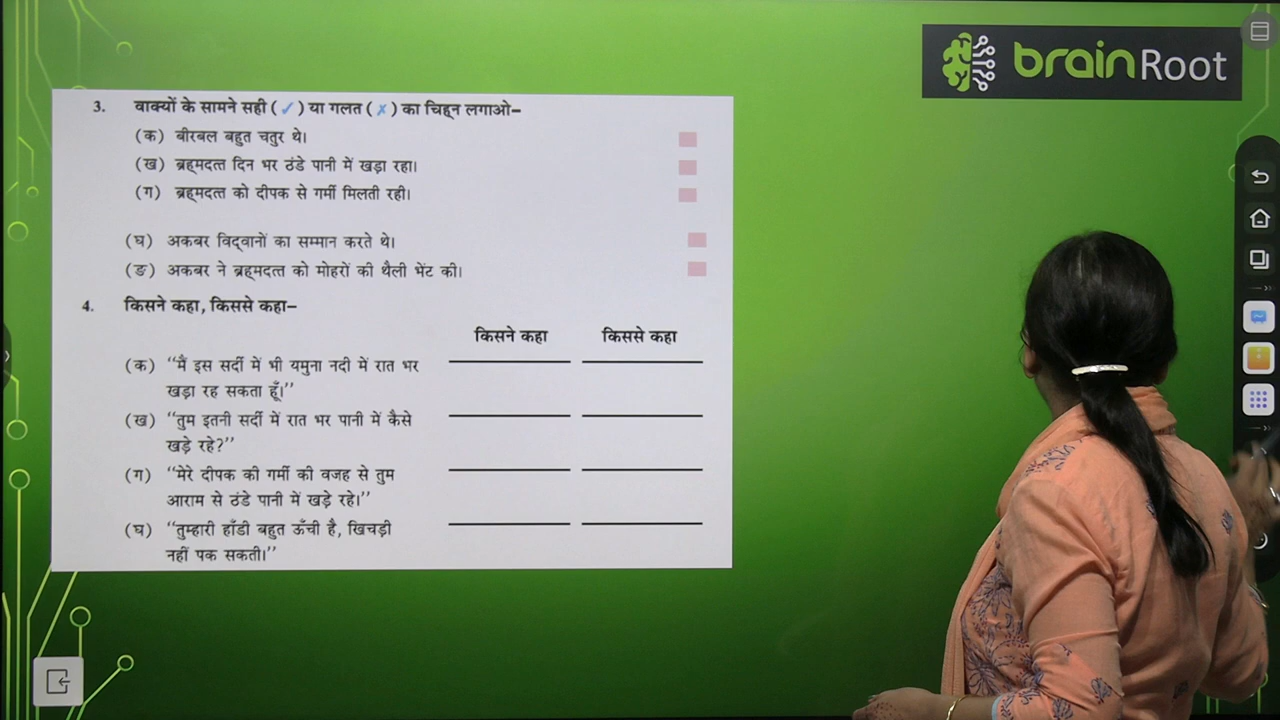 brainRoot
3. वाक्यों के सामने सही ( ✓ ) या गलत ( ✗ ) का चिह्न लगाओ–
(क) बीरबल बहुत चतुर थे।
(ख) ब्रह्मदत्त दिन भर ठंडे पानी में खड़ा रहा।
(ग) ब्रह्मदत्त को दीपक से गर्मी मिलती रही।
(घ) अकबर विद्वानों का सम्मान करते थे।
(ङ) अकबर ने ब्रह्मदत्त को मोहरों की थैली भेंट की।
4. किसने कहा, किससे कहा–
किसने कहा किससे कहा
(क) “मैं इस सर्दी में भी यमुना नदी में रात भर
खड़ा रह सकता हूँ।”
(ख) “तुम इतनी सर्दी में रात भर पानी में कैसे
खड़े रहे?”
(ग) “मेरे दीपक की गर्मी की वजह से तुम
आराम से ठंडे पानी में खड़े रहे।”
(घ) “तुम्हारी हाँडी बहुत ऊँची है, खिचड़ी
नहीं पक सकती।”